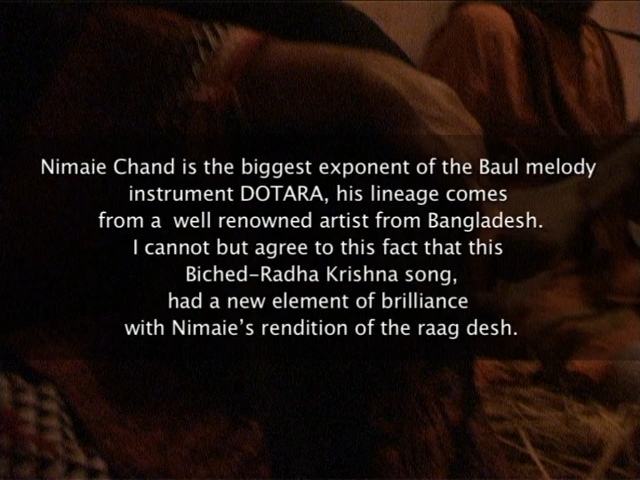 Nimaie Chand is the biggest exponent of the Baul melody
instrument DOTARA, his lineage comes
from a well renowned artist from Bangladesh.
I cannot but agree to this fact that this
Biched-Radha Krishna song,
had a new element of brilliance
with Nimaie's rendition of the raag desh.